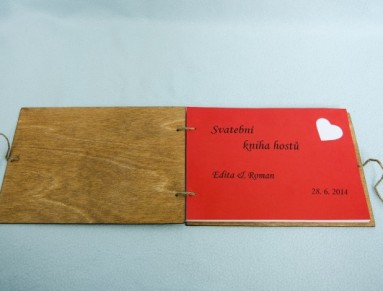 Svatební
kniha hostů
Edita & Roman
28. 6. 2014